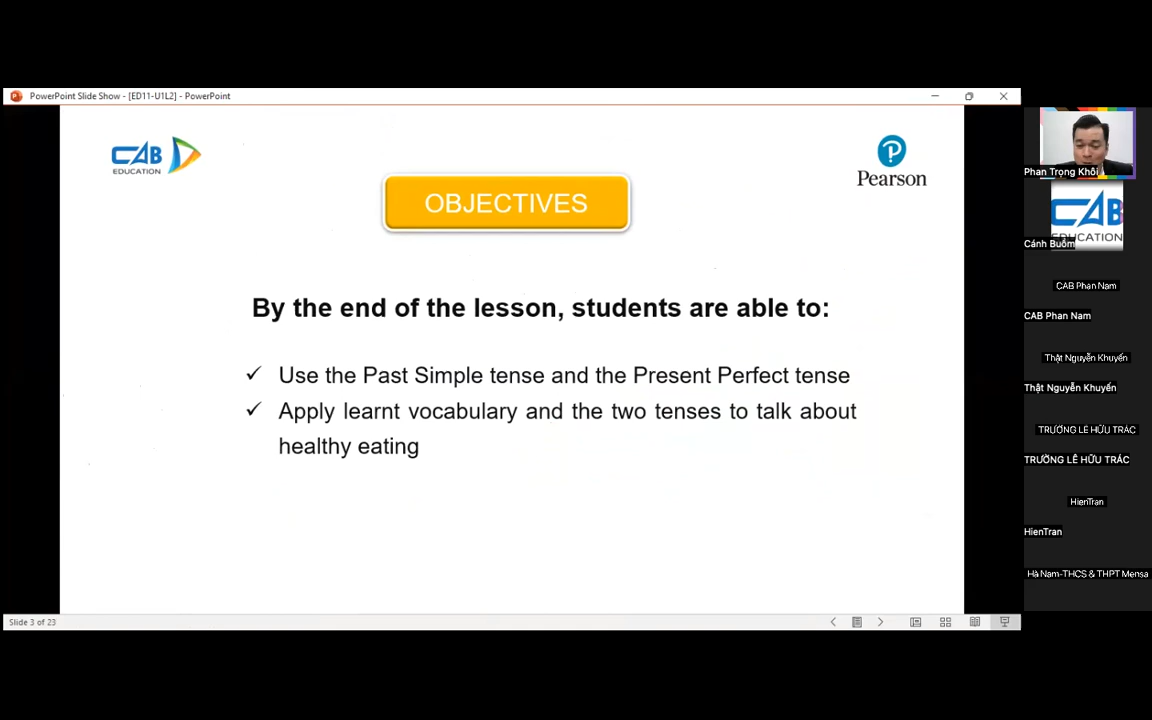 PowerPoint Slide Show - [ED11-U1L2] - PowerPoint
CAB
EDUCATION
Pearson
OBJECTIVES
By the end of the lesson, students are able to:
✓ Use the Past Simple tense and the Present Perfect tense
✓ Apply learnt vocabulary and the two tenses to talk about
healthy eating
Slide 3 of 23
Phan Trọng Khôi
CAB
EDUCATION
Cánh Buồm
CAB Phan Nam
CAB Phan Nam
Thật Nguyễn Khuyến
Thật Nguyễn Khuyến
TRƯỜNG LÊ HỮU TRÁC
TRƯỜNG LÊ HỮU TRÁC
HienTran
HienTran
Hà Nam-THCS & THPT Mensa